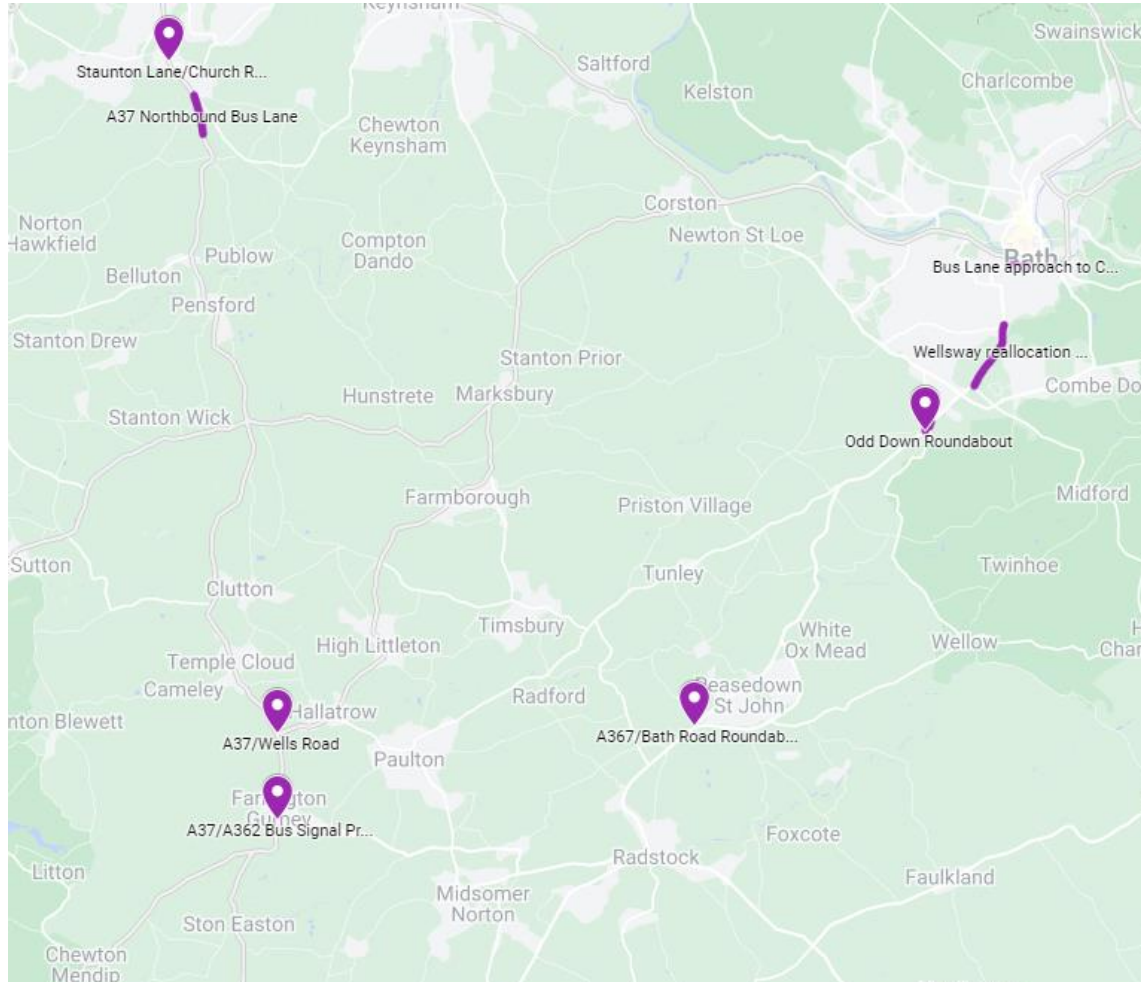 Keynsham
Swainswick
Staunton Lane/Church R...
Saltford
Charlcombe
Kelston
A37 Northbound Bus Lane
Chewton
Keynsham
Corston
Norton
Hawkfield
Compton
Dando
Newton St Loe
Publow
Bath
Belluton
Bus Lane approach to C...
Pensford
Stanton Drew
Stanton Prior
Wellsway reallocation ...
Hunstrete
Marksbury
Combe Do
Stanton Wick
Odd Down Roundabout
Farmborough
Priston Village
Midford
Sutton
Tunley
Twinhoe
Clutton
Timsbury
White
Ox Mead
High Littleton
Wellow
H
Char
Temple Cloud
Cameley
Radford
Peasedown
St John
nton Blewett
Hallatrow
A37/Wells Road
A367/Bath Road Roundab...
Paulton
Farrington
Gurney
A37/A362 Bus Signal Pr...
Foxcote
Radstock
Litton
Faulkland
Midsomer
Norton
Ston Easton
Chewton
Mendip